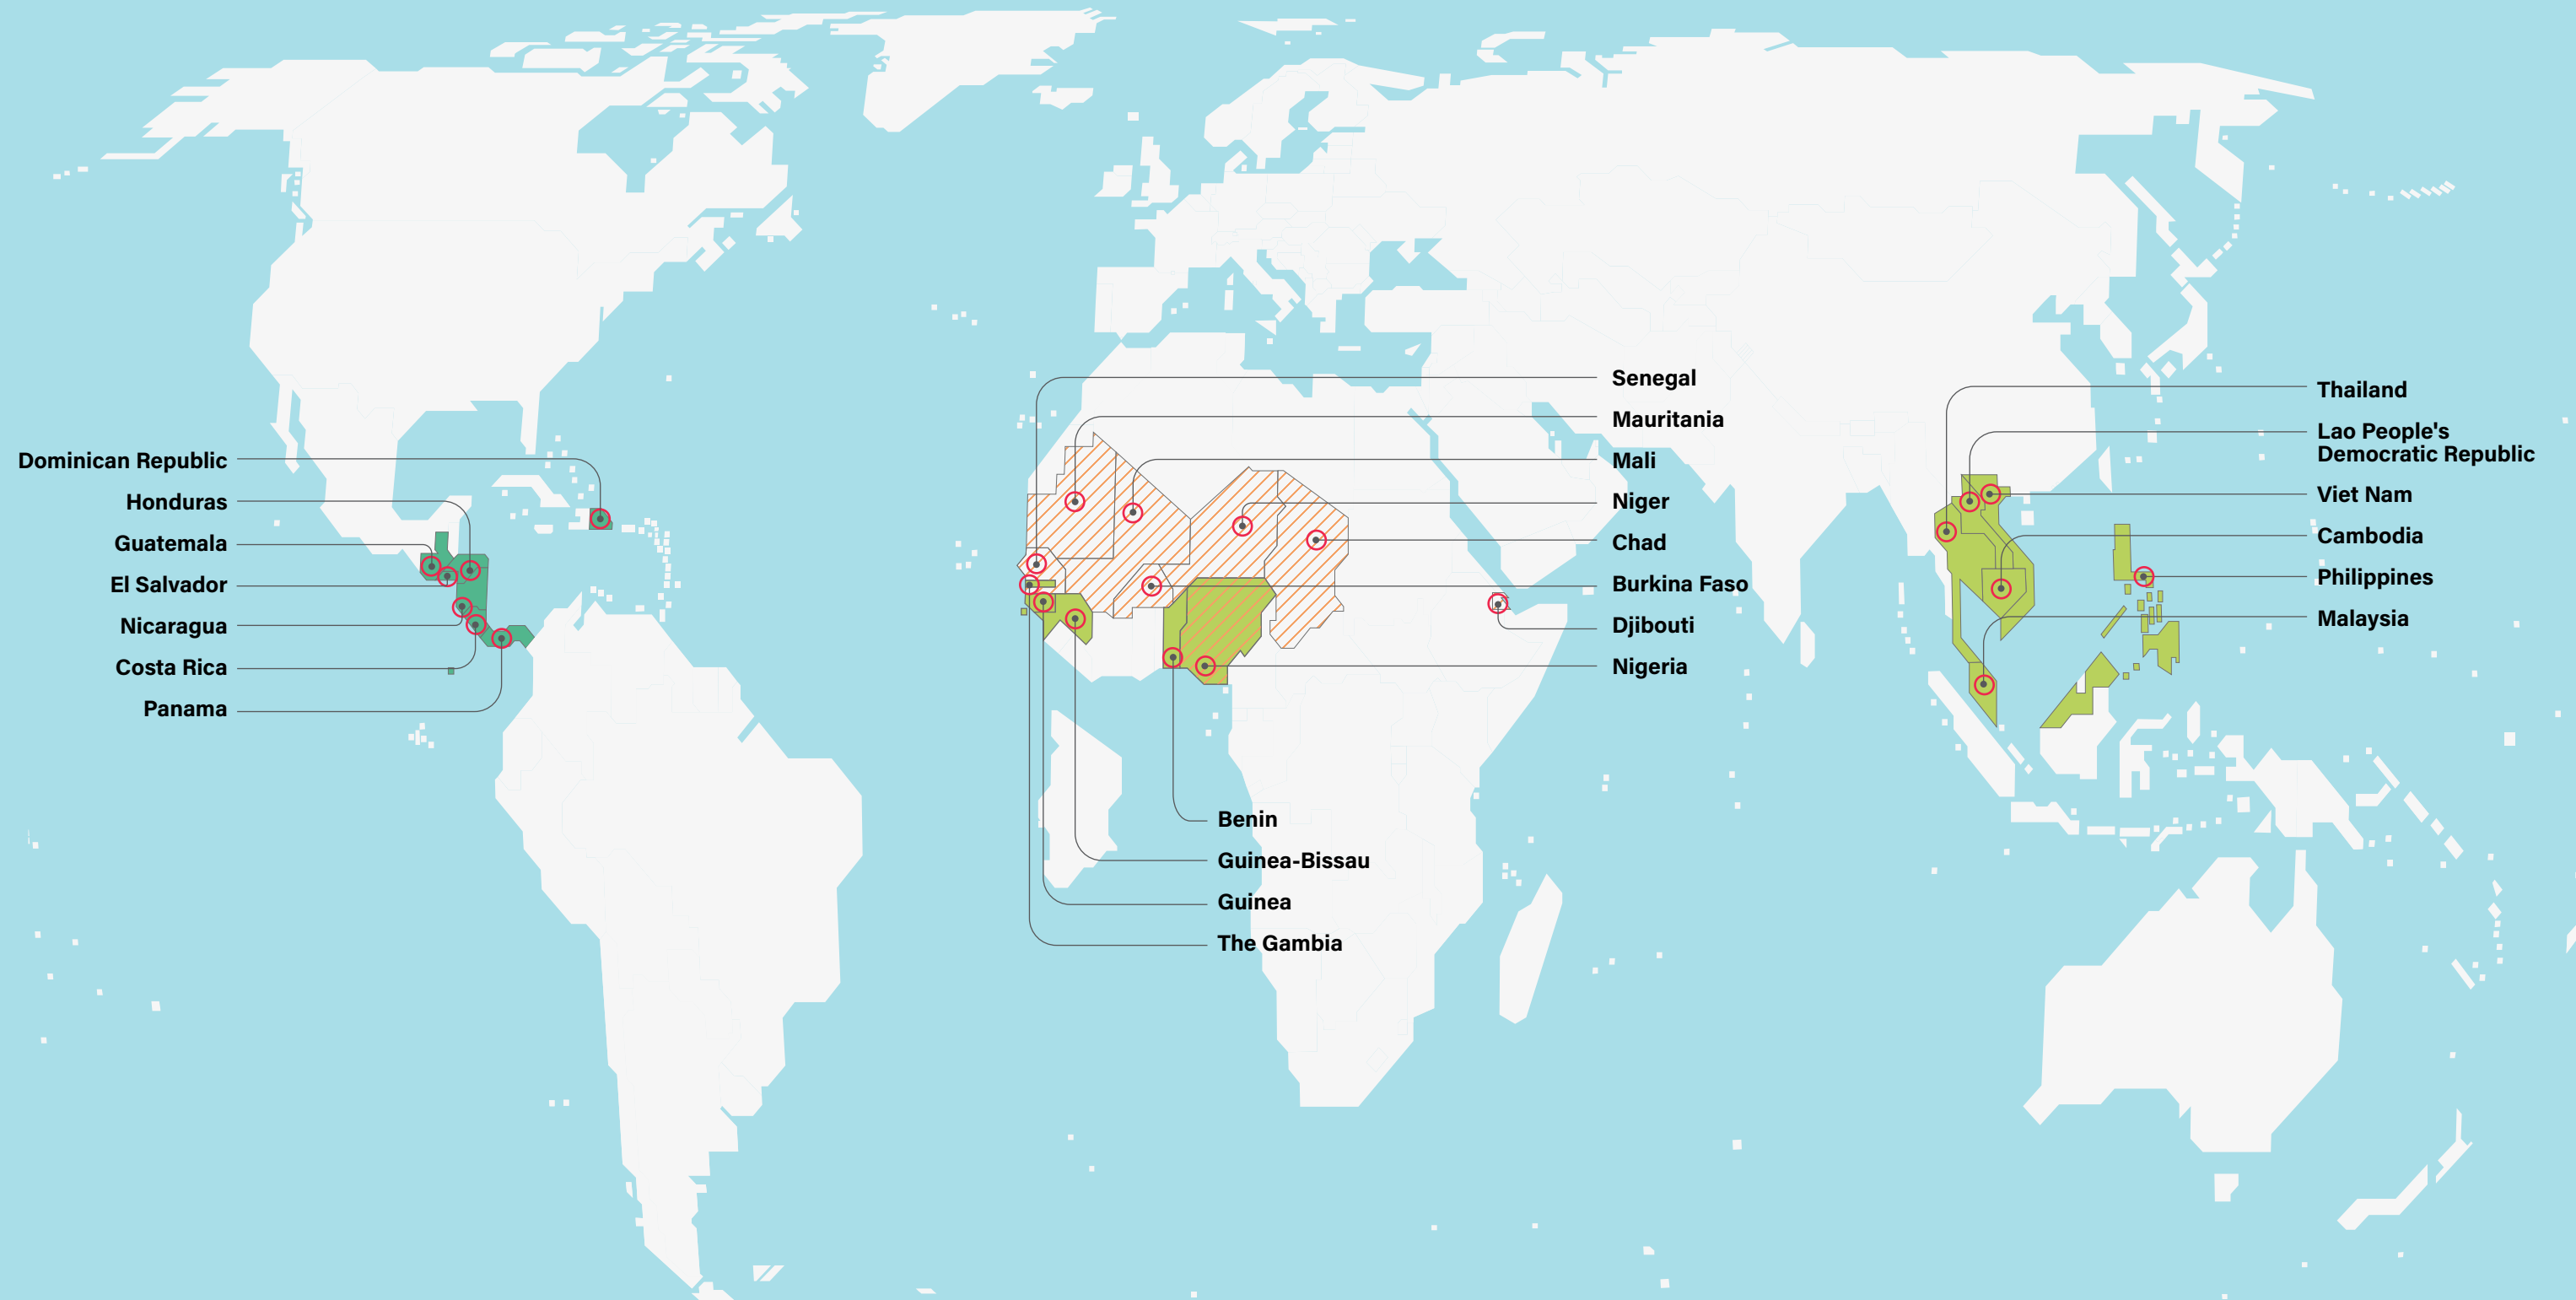 Dominican Republic
Honduras
Guatemala
El Salvador
Nicaragua
Costa Rica
Panama
Senegal
Mauritania
Mali
Niger
Chad
Burkina Faso
Djibouti
Nigeria
Benin
Guinea-Bissau
Guinea
The Gambia
Thailand
Lao People's
Democratic Republic
Viet Nam
Cambodia
Philippines
Malaysia